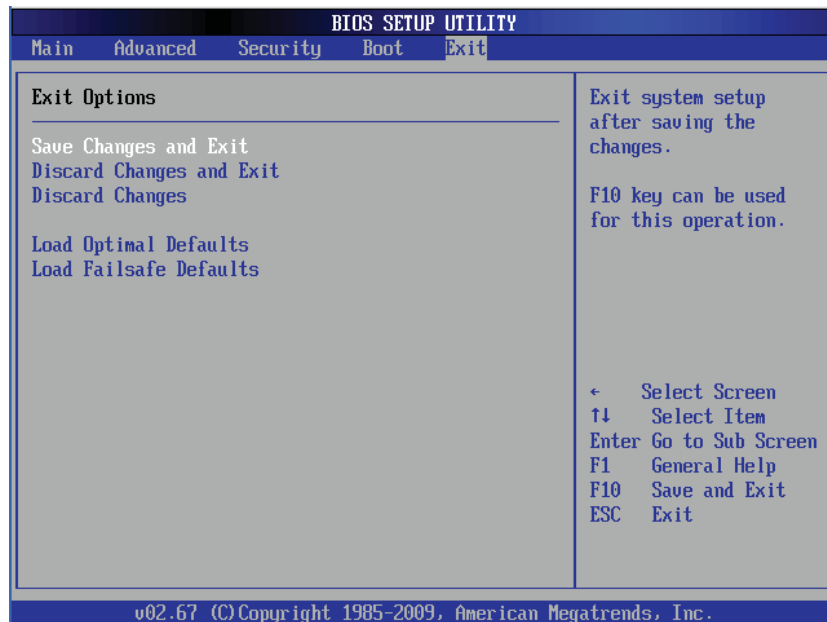 BIOS SETUP UTILITY
Main Advanced Security Boot Exit
Exit Options
Save Changes and Exit
Discard Changes and Exit
Discard Changes
Load Optimal Defaults
Load Failsafe Defaults
Exit system setup
after saving the
changes.
F10 key can be used
for this operation.
← Select Screen
↑↓ Select Item
Enter Go to Sub Screen
F1 General Help
F10 Save and Exit
ESC Exit
v02.67 (C)Copyright 1985-2009, American Megatrends, Inc.